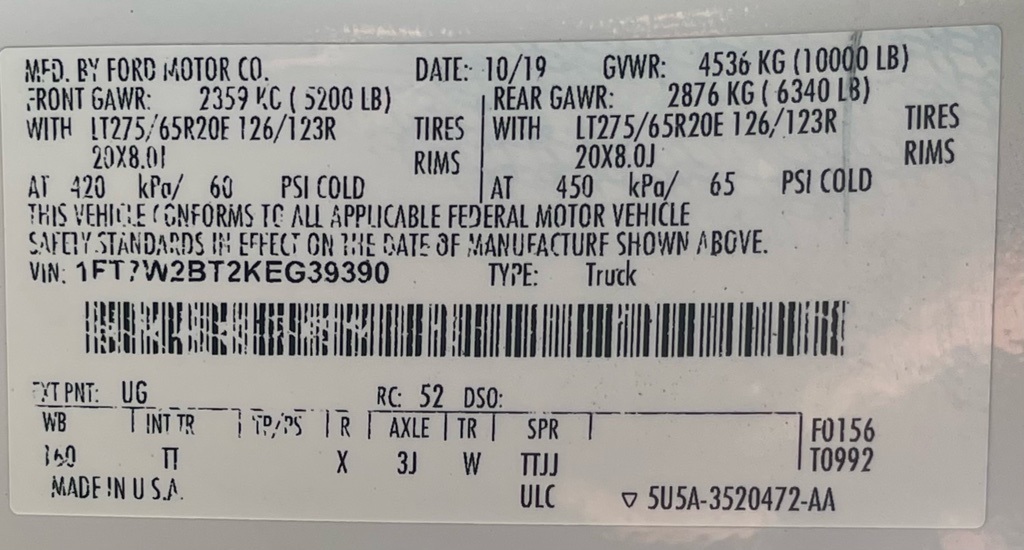 MFD. BY FORD MOTOR CO. DATE: 10/19 GVWR: 4536 KG (10000 LB)
FRONT GAWR: 2359 KG ( 5200 LB) REAR GAWR: 2876 KG ( 6340 LB)
WITH LT275/65R20E 126/123R TIRES WITH LT275/65R20E 126/123R TIRES
20X8.0J RIMS 20X8.0J RIMS
AT 420 kPa/ 60 PSI COLD AT 450 kPa/ 65 PSI COLD
THIS VEHICLE CONFORMS TO ALL APPLICABLE FEDERAL MOTOR VEHICLE
SAFETY STANDARDS IN EFFECT ON THE DATE OF MANUFACTURE SHOWN ABOVE.
VIN: 1FT7W2BT2KEG39390 TYPE: Truck
EXT PNT: UG RC: 52 DSO:
WB INT TR TP/PS R AXLE TR SPR F0156
160 TT X 3J W TTJJ T0992
MADE IN U.S.A. ULC ▽ 5U5A-3520472-AA